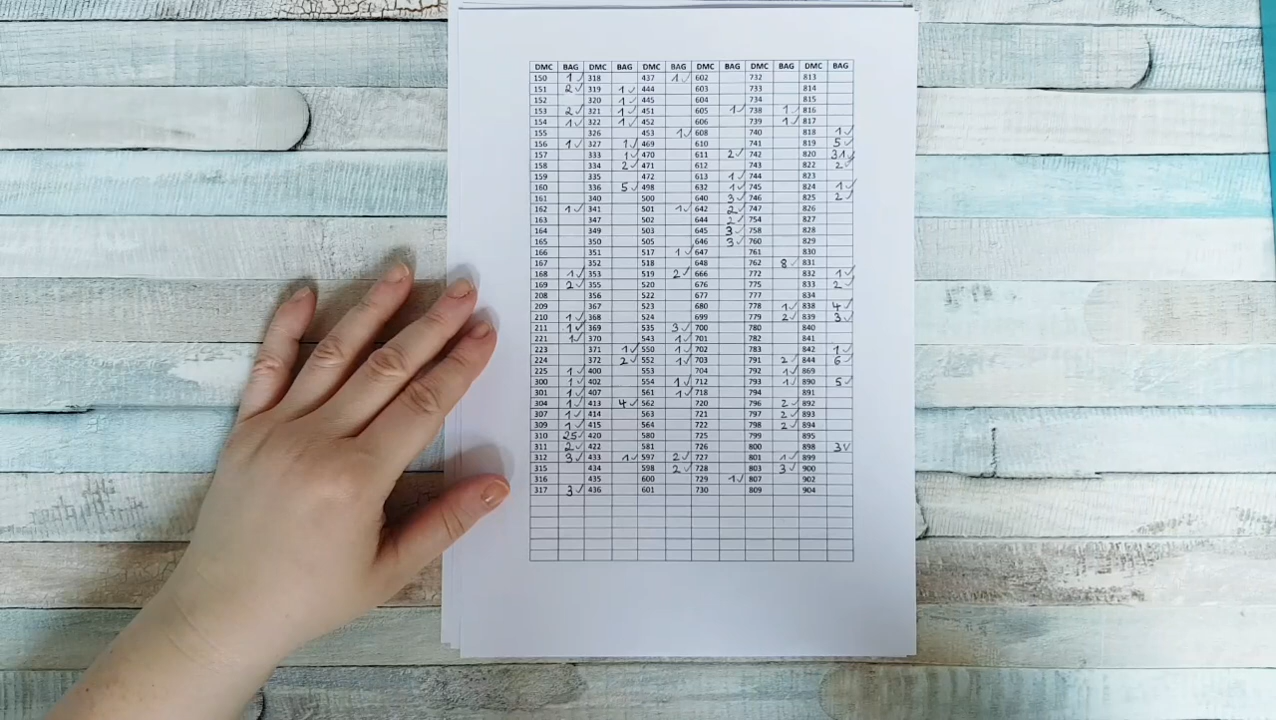 DMC BAG DMC BAG DMC BAG DMC BAG DMC BAG DMC BAG
150 1✓ 318 437 1✓ 602 732 813
151 2✓ 319 1✓ 444 603 733 814
152 320 1✓ 445 604 734 815
153 2✓ 321 1✓ 451 605 1✓ 738 1✓ 816
154 1✓ 322 1✓ 452 606 739 1✓ 817
155 326 453 1✓ 608 740 818 1✓
156 1✓ 327 1✓ 469 610 741 819 5✓
157 333 1✓ 470 611 2✓ 742 820 31✓
158 334 2✓ 471 612 743 822 2✓
159 335 472 613 1✓ 744 823
160 336 5✓ 498 632 1✓ 745 824 1✓
161 340 500 640 3✓ 746 825 2✓
162 1✓ 341 501 1✓ 642 2✓ 747 826
163 347 502 644 2✓ 754 827
164 349 503 645 3✓ 758 828
165 350 505 646 3✓ 760 829
166 351 517 1✓ 647 761 830
167 352 518 648 762 8✓ 831
168 1✓ 353 519 2✓ 666 772 832 1✓
169 2✓ 355 520 676 775 833 2✓
208 356 522 677 777 834
209 367 523 680 778 1✓ 838 4✓
210 1✓ 368 524 699 779 2✓ 839 3✓
211 1✓ 369 535 3✓ 700 780 840
221 1✓ 370 543 1✓ 701 782 841
223 371 1✓ 550 1✓ 702 783 842 1✓
224 372 2✓ 552 1✓ 703 791 2✓ 844 6✓
225 1✓ 400 553 704 792 1✓ 869
300 1✓ 402 554 1✓ 712 793 1✓ 890 5✓
301 1✓ 407 561 1✓ 718 794 891
304 1✓ 413 4✓ 562 720 796 2✓ 892
307 1✓ 414 563 721 797 2✓ 893
309 1✓ 415 564 722 798 2✓ 894
310 25✓ 420 580 725 799 895
311 2✓ 422 581 726 800 898 3✓
312 3✓ 433 1✓ 597 2✓ 727 801 1✓ 899
315 434 598 2✓ 728 803 3✓ 900
316 435 600 729 1✓ 807 902
317 3✓ 436 601 730 809 904